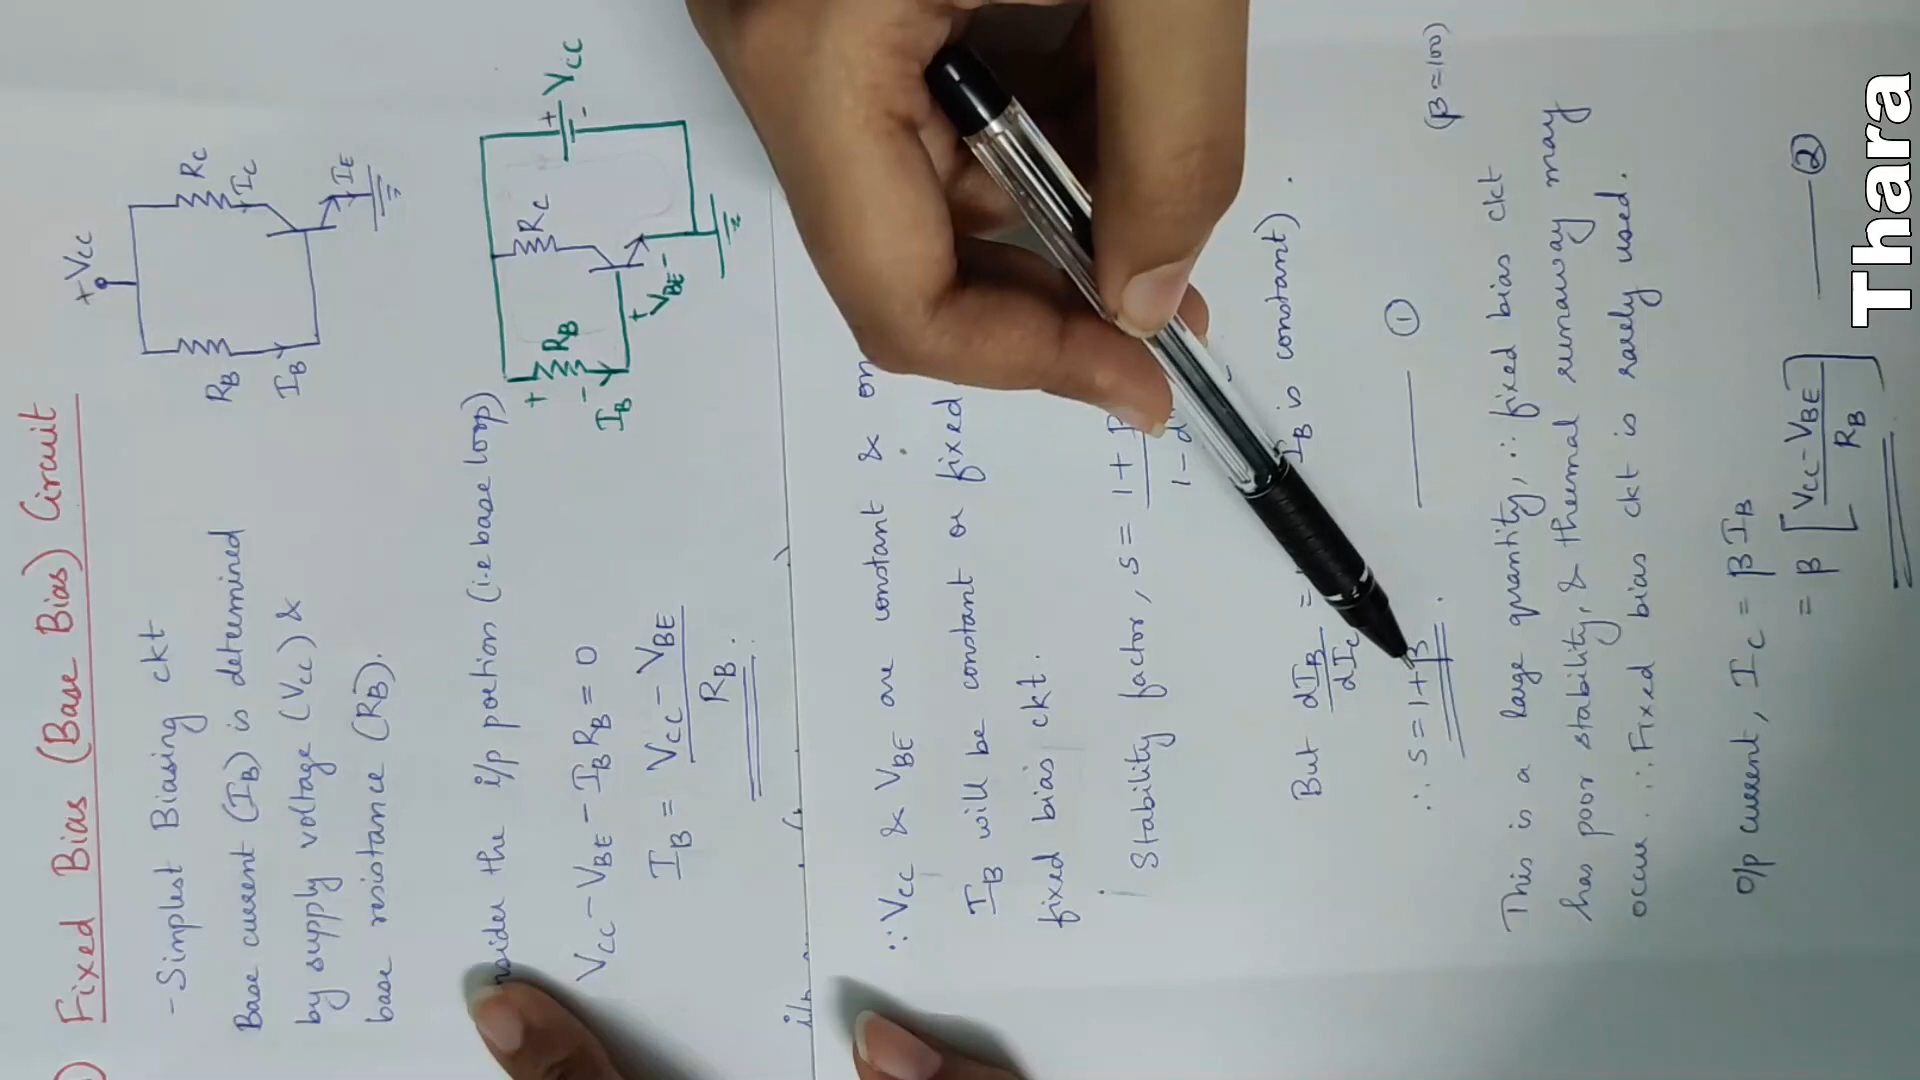 Fixed Bias (Base Bias) Circuit
- Simplest Biasing ckt
Base current (IB) is determined
by supply voltage (Vcc) &
base resistance (RB).
+Vcc
RB
RC
IC
IB
IE
the i/p portion (i.e base loop)
VCC - VBE - IBRB = 0
IB = VCC - VBE / RB.
+ RB -
RC
+ - VCC
IB
+ VBE -
∵ VCC & VBE are constant &
IB will be constant or fixed
fixed bias ckt.
Stability factor, S = 1 +
1 -
But dIB / dIC = IB is constant).
∴ S = 1 + β. ——— ①
(β = 100)
This is a large quantity, ∴ fixed bias ckt
has poor stability, & thermal runaway may
occur. ∴ Fixed bias ckt is rarely used.
o/p current, IC = β IB
= β [VCC - VBE / RB] ——— ②
Thara